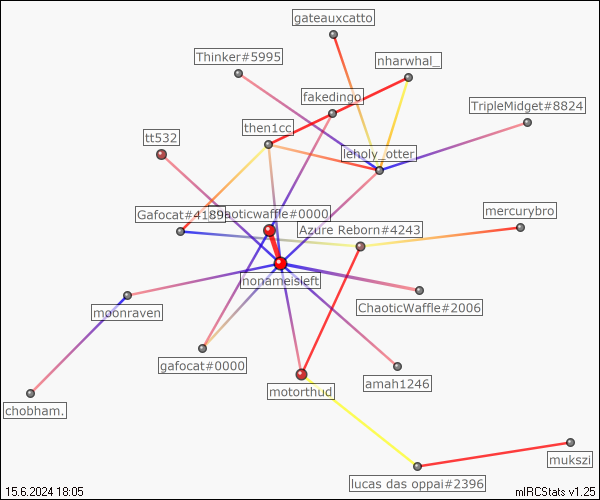 gateauxcatto
Thinker#5995
nharwhal_
fakedingo
TripleMidget#8824
then1cc
tt532
leholy_otter
Gafocat#4189
chaoticwaffle#0000
mercurybro
Azure Reborn#4243
nonameisleft
ChaoticWaffle#2006
moonraven
gafocat#0000
amah1246
motorthud
chobham.
mukszi
lucas das oppai#2396
15.6.2024 18:05
mIRCStats v1.25